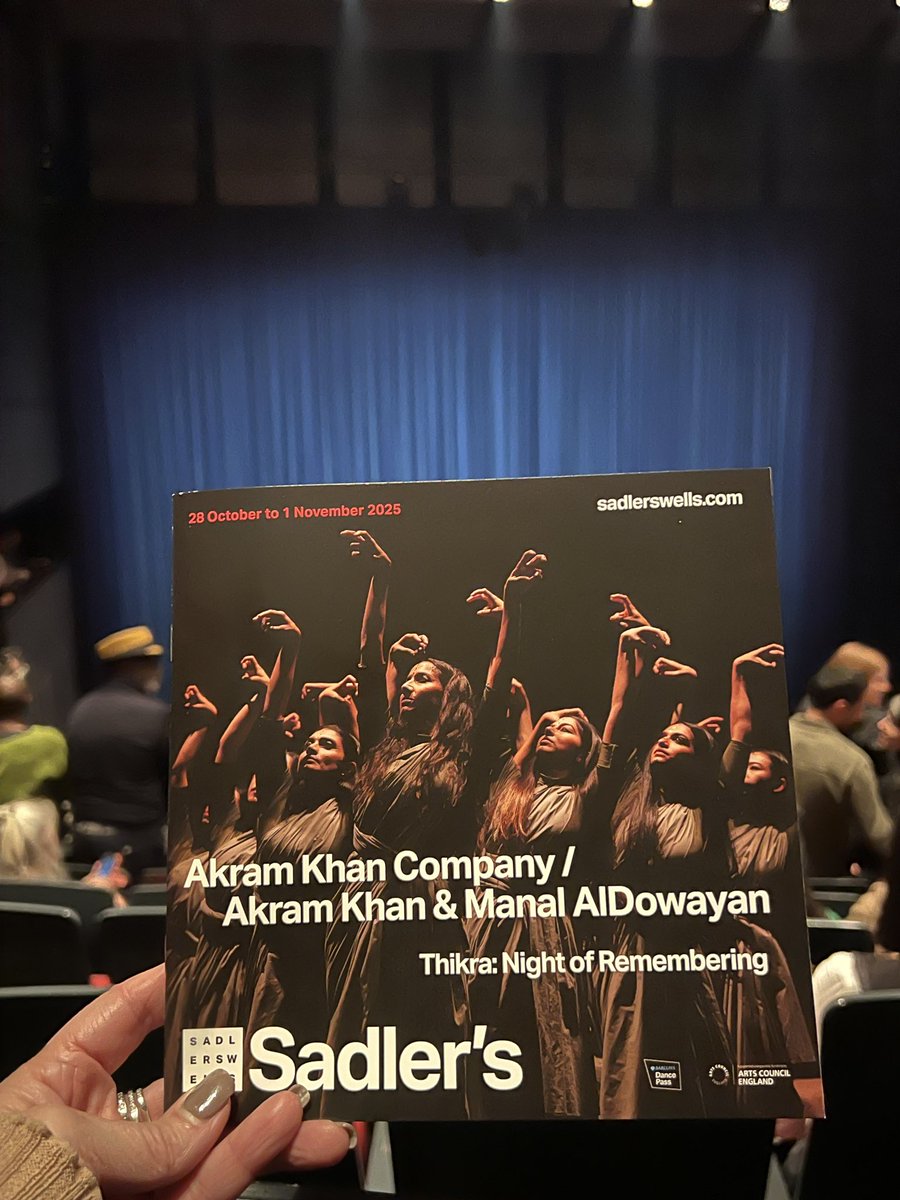 28 October to 1 November 2025
sadlerswells.com
Akram Khan Company /
Akram Khan & Manal AlDowayan
Thikra: Night of Remembering
SADL
ERSW
Sadler's
BARCLAYS
Dance
Pass
ARTS COUNCIL
ENGLAND